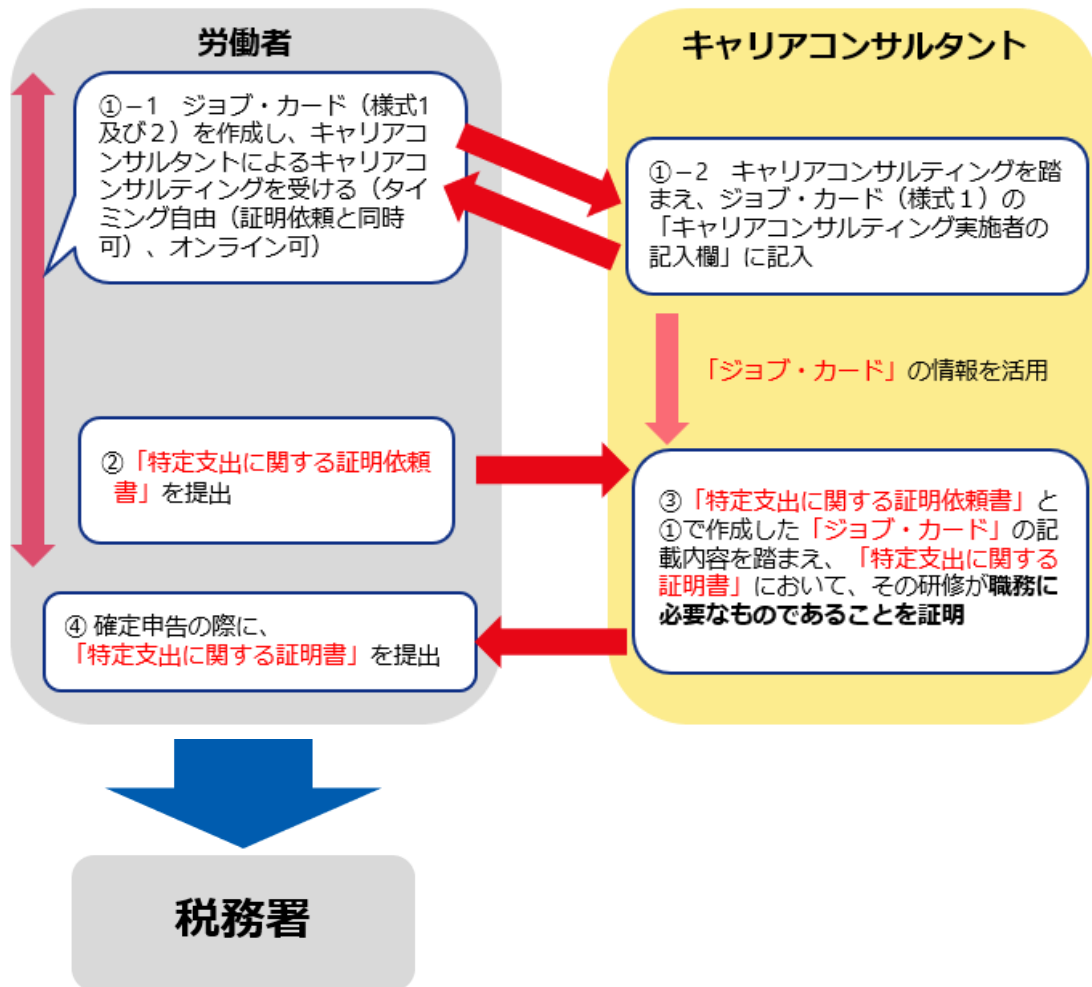 労働者
①－1　ジョブ・カード（様式1
及び２）を作成し、キャリアコ
ンサルタントによるキャリアコ
ンサルティングを受ける（タイ
ミング自由（証明依頼と同時
可）、オンライン可）
キャリアコンサルタント
①－2　キャリアコンサルティングを踏
まえ、ジョブ・カード（様式１）の
「キャリアコンサルティング実施者の
記入欄」に記入
「ジョブ・カード」の情報を活用
②「特定支出に関する証明依頼
書」を提出
③「特定支出に関する証明依頼書」と
①で作成した「ジョブ・カード」の記
載内容を踏まえ、「特定支出に関する
証明書」において、その研修が職務に
必要なものであることを証明
④ 確定申告の際に、
「特定支出に関する証明書」を提出
税務署